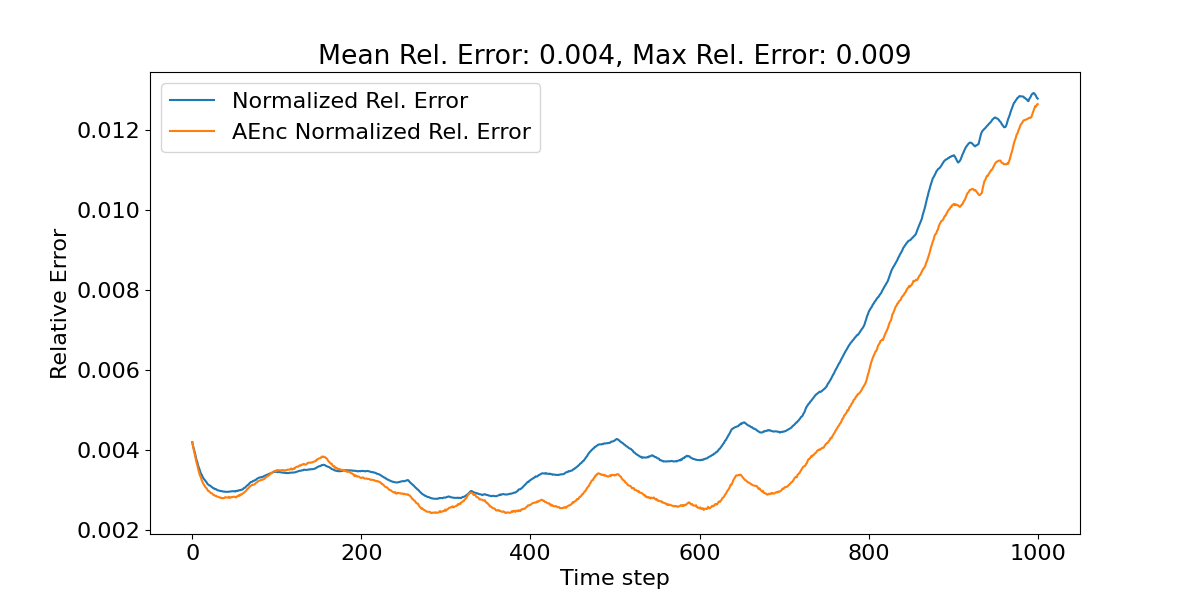 Mean Rel. Error: 0.004, Max Rel. Error: 0.009
Normalized Rel. Error
AEnc Normalized Rel. Error
Relative Error
0.012
0.010
0.008
0.006
0.004
0.002
0 200 400 600 800 1000
Time step